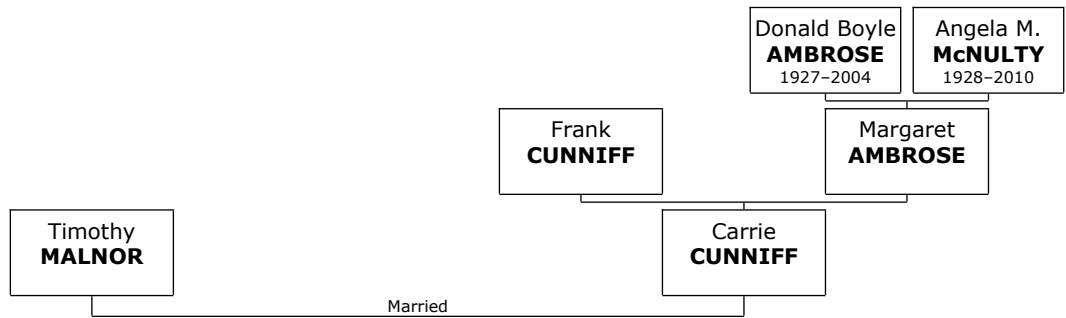 Donald Boyle
AMBROSE
1927–2004
Angela M.
McNULTY
1928–2010
Frank
CUNNIFF
Margaret
AMBROSE
Timothy
MALNOR
Carrie
CUNNIFF
Married